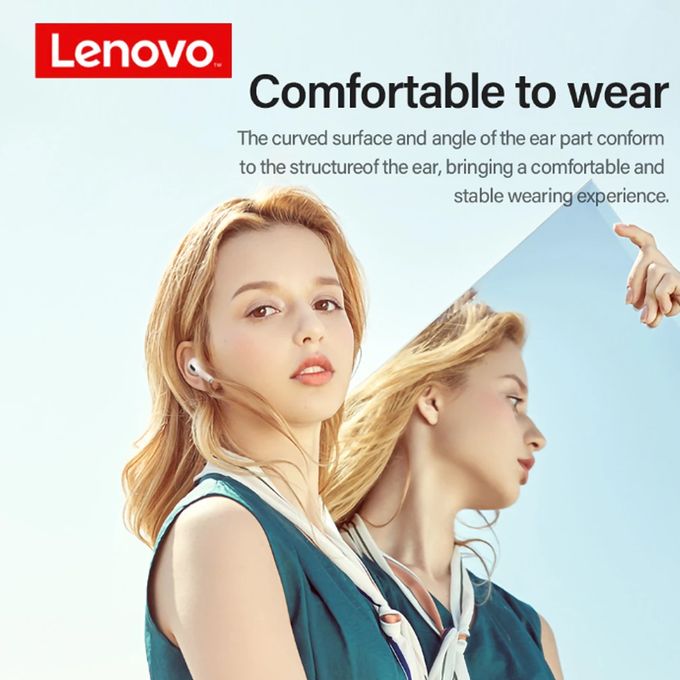 Lenovo™
Comfortable to wear
The curved surface and angle of the ear part conform
to the structureof the ear, bringing a comfortable and
stable wearing experience.